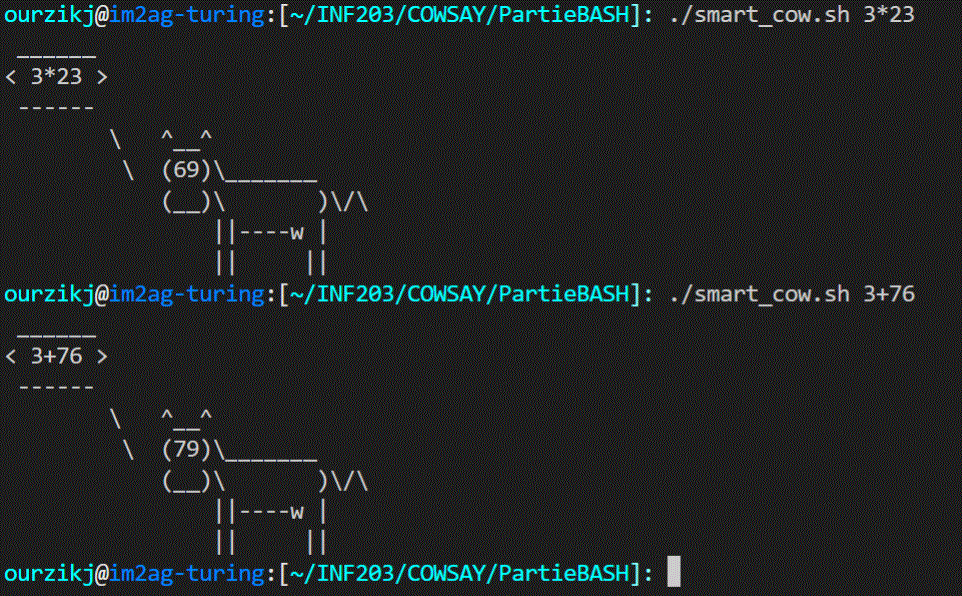 ourzikj@im2ag-turing:[~/INF203/COWSAY/PartieBASH]: ./smart_cow.sh 3*23
 ______
< 3*23 >
 ------
        \   ^__^
         \  (69)\_______
            (__)\       )\/\
                ||----w |
                ||     ||
ourzikj@im2ag-turing:[~/INF203/COWSAY/PartieBASH]: ./smart_cow.sh 3+76
 ______
< 3+76 >
 ------
        \   ^__^
         \  (79)\_______
            (__)\       )\/\
                ||----w |
                ||     ||
ourzikj@im2ag-turing:[~/INF203/COWSAY/PartieBASH]: